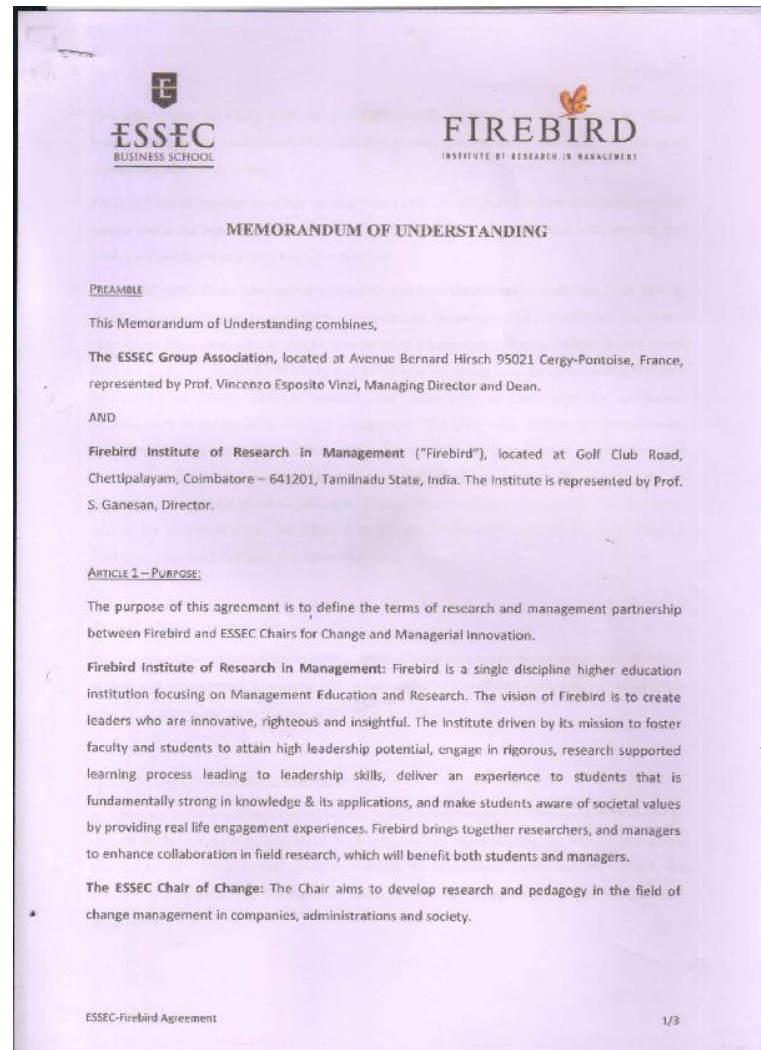 ESSEC
BUSINESS SCHOOL
FIREBIRD
INSTITUTE OF RESEARCH IN MANAGEMENT
MEMORANDUM OF UNDERSTANDING
PREAMBLE
This Memorandum of Understanding combines,
The ESSEC Group Association, located at Avenue Bernard Hirsch 95021 Cergy-Pontoise, France,
represented by Prof. Vincenzo Esposito Vinzi, Managing Director and Dean.
AND
Firebird Institute of Research in Management ("Firebird"), located at Golf Club Road,
Chettipalayam, Coimbatore – 641201, Tamilnadu State, India. The Institute is represented by Prof.
S. Ganesan, Director.
ARTICLE 1 – PURPOSE:
The purpose of this agreement is to define the terms of research and management partnership
between Firebird and ESSEC Chairs for Change and Managerial Innovation.
Firebird Institute of Research in Management: Firebird is a single discipline higher education
institution focusing on Management Education and Research. The vision of Firebird is to create
leaders who are innovative, righteous and insightful. The Institute driven by its mission to foster
faculty and students to attain high leadership potential, engage in rigorous, research supported
learning process leading to leadership skills, deliver an experience to students that is
fundamentally strong in knowledge & its applications, and make students aware of societal values
by providing real life engagement experiences. Firebird brings together researchers, and managers
to enhance collaboration in field research, which will benefit both students and managers.
The ESSEC Chair of Change: The Chair aims to develop research and pedagogy in the field of
change management in companies, administrations and society.
ESSEC-Firebird Agreement 1/3